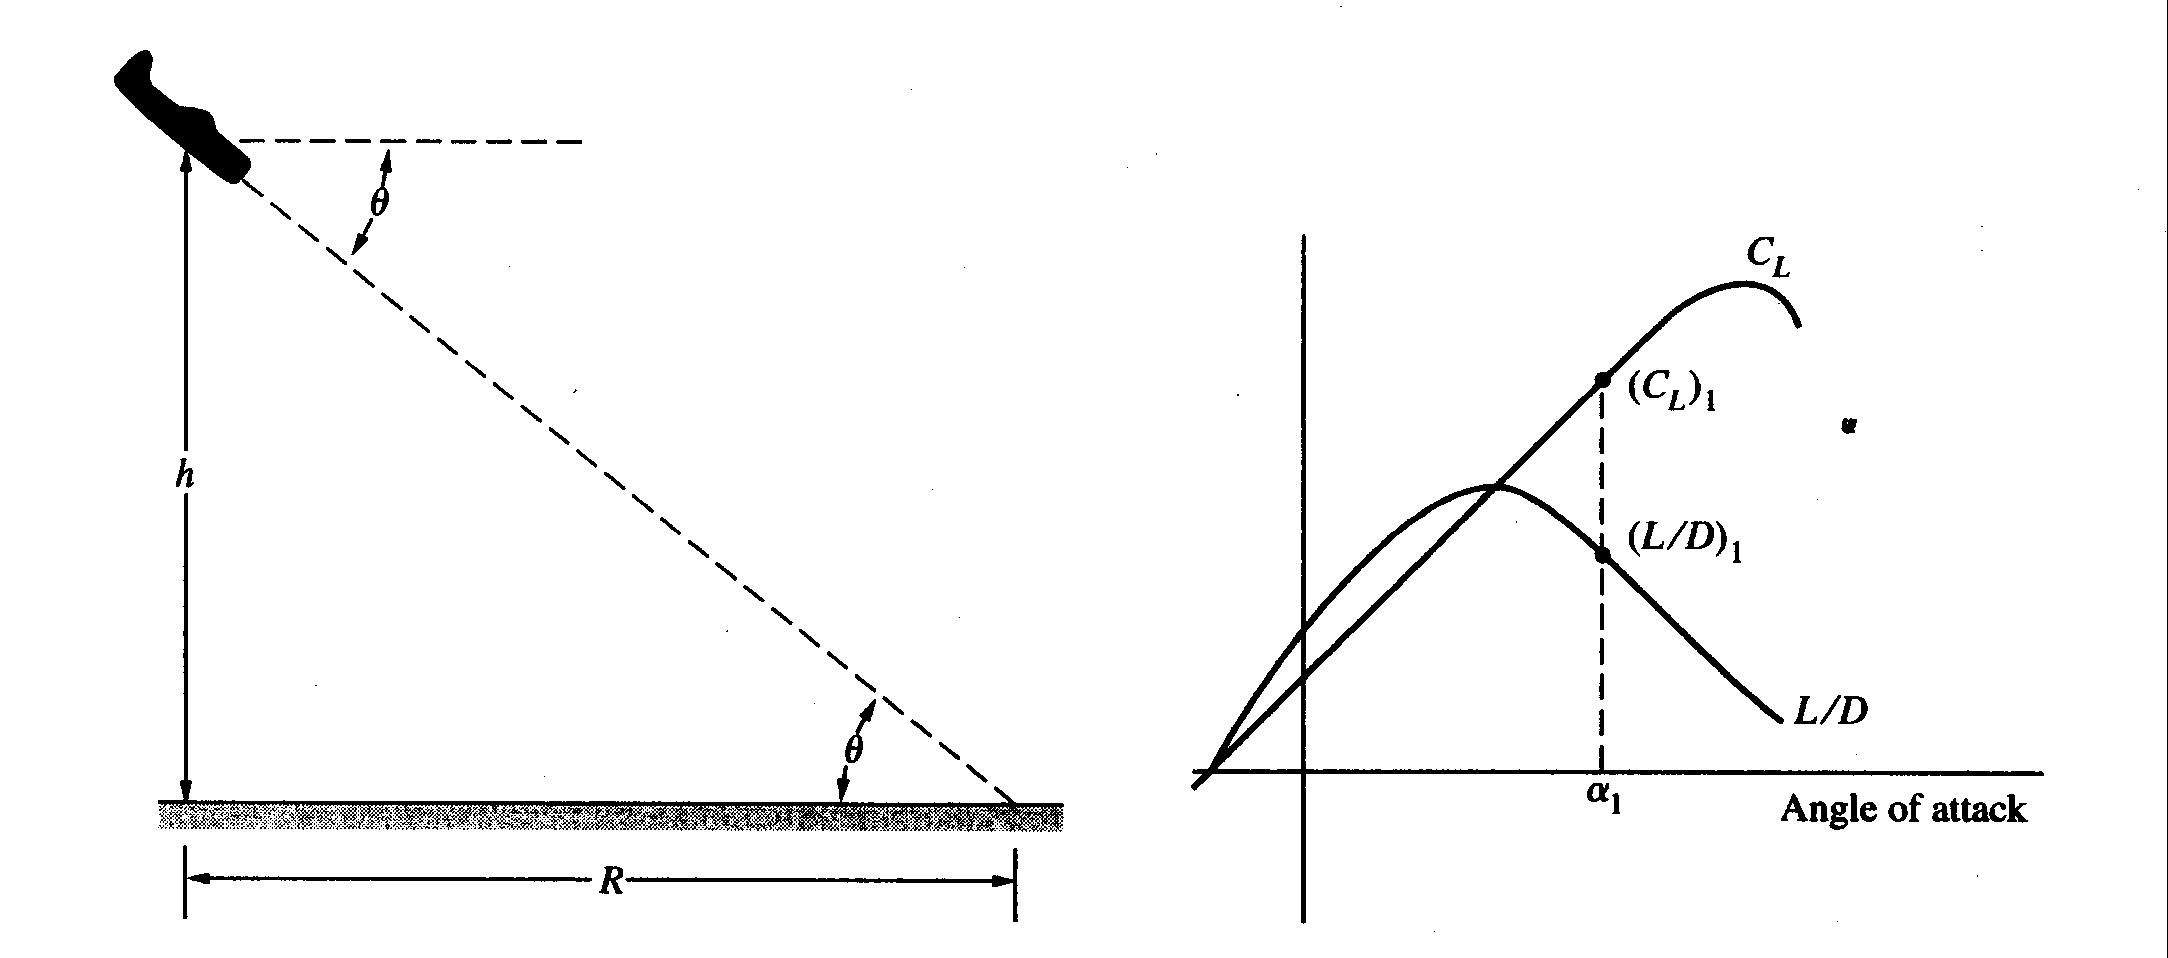 θ
h
θ
R
C_L
(C_L)_1
(L/D)_1
L/D
α_1
Angle of attack